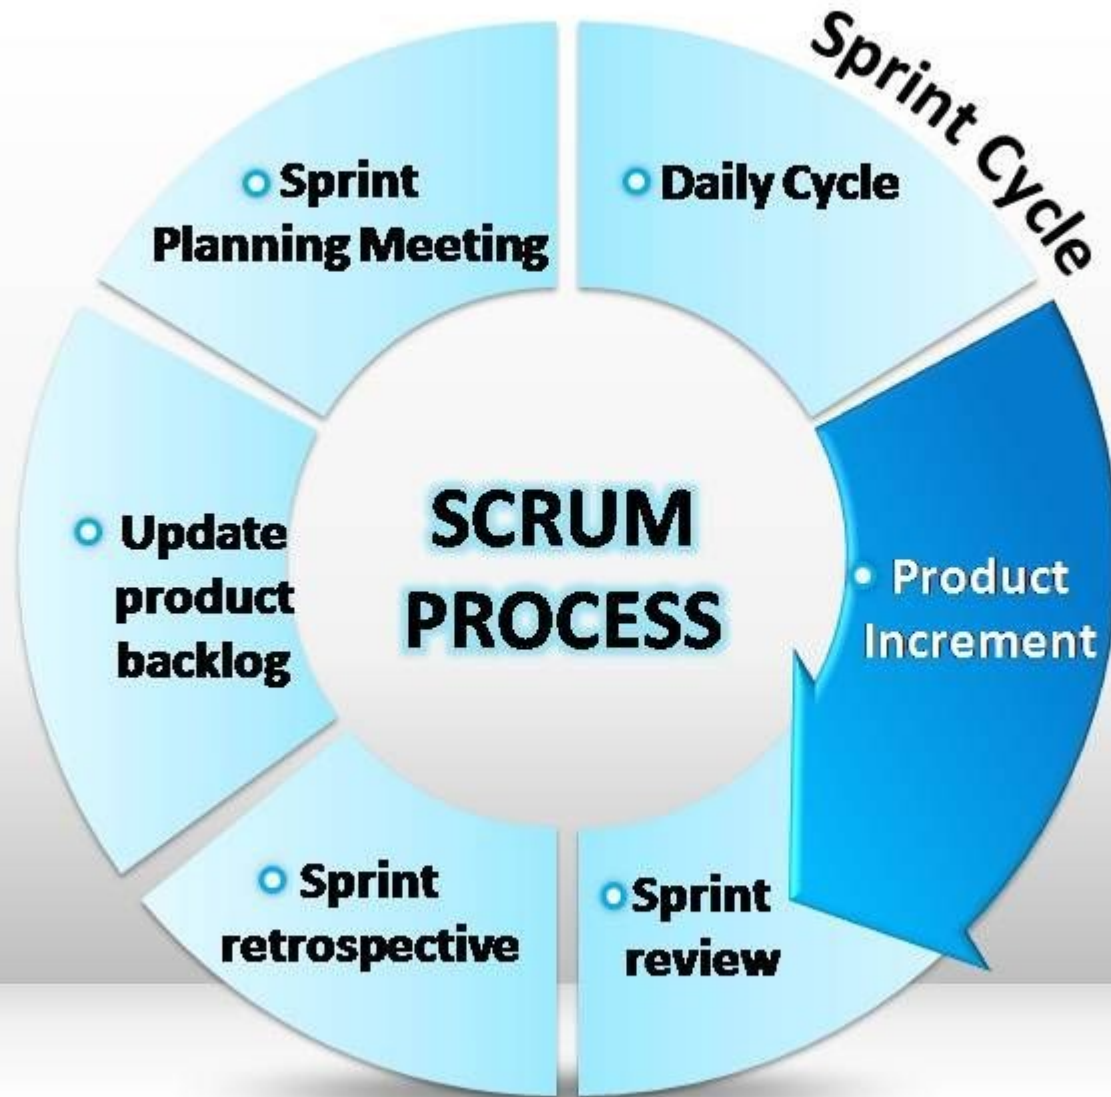 Sprint Cycle
Sprint
Planning Meeting
Daily Cycle
Product
Increment
Sprint
review
Sprint
retrospective
Update
product
backlog
SCRUM
PROCESS